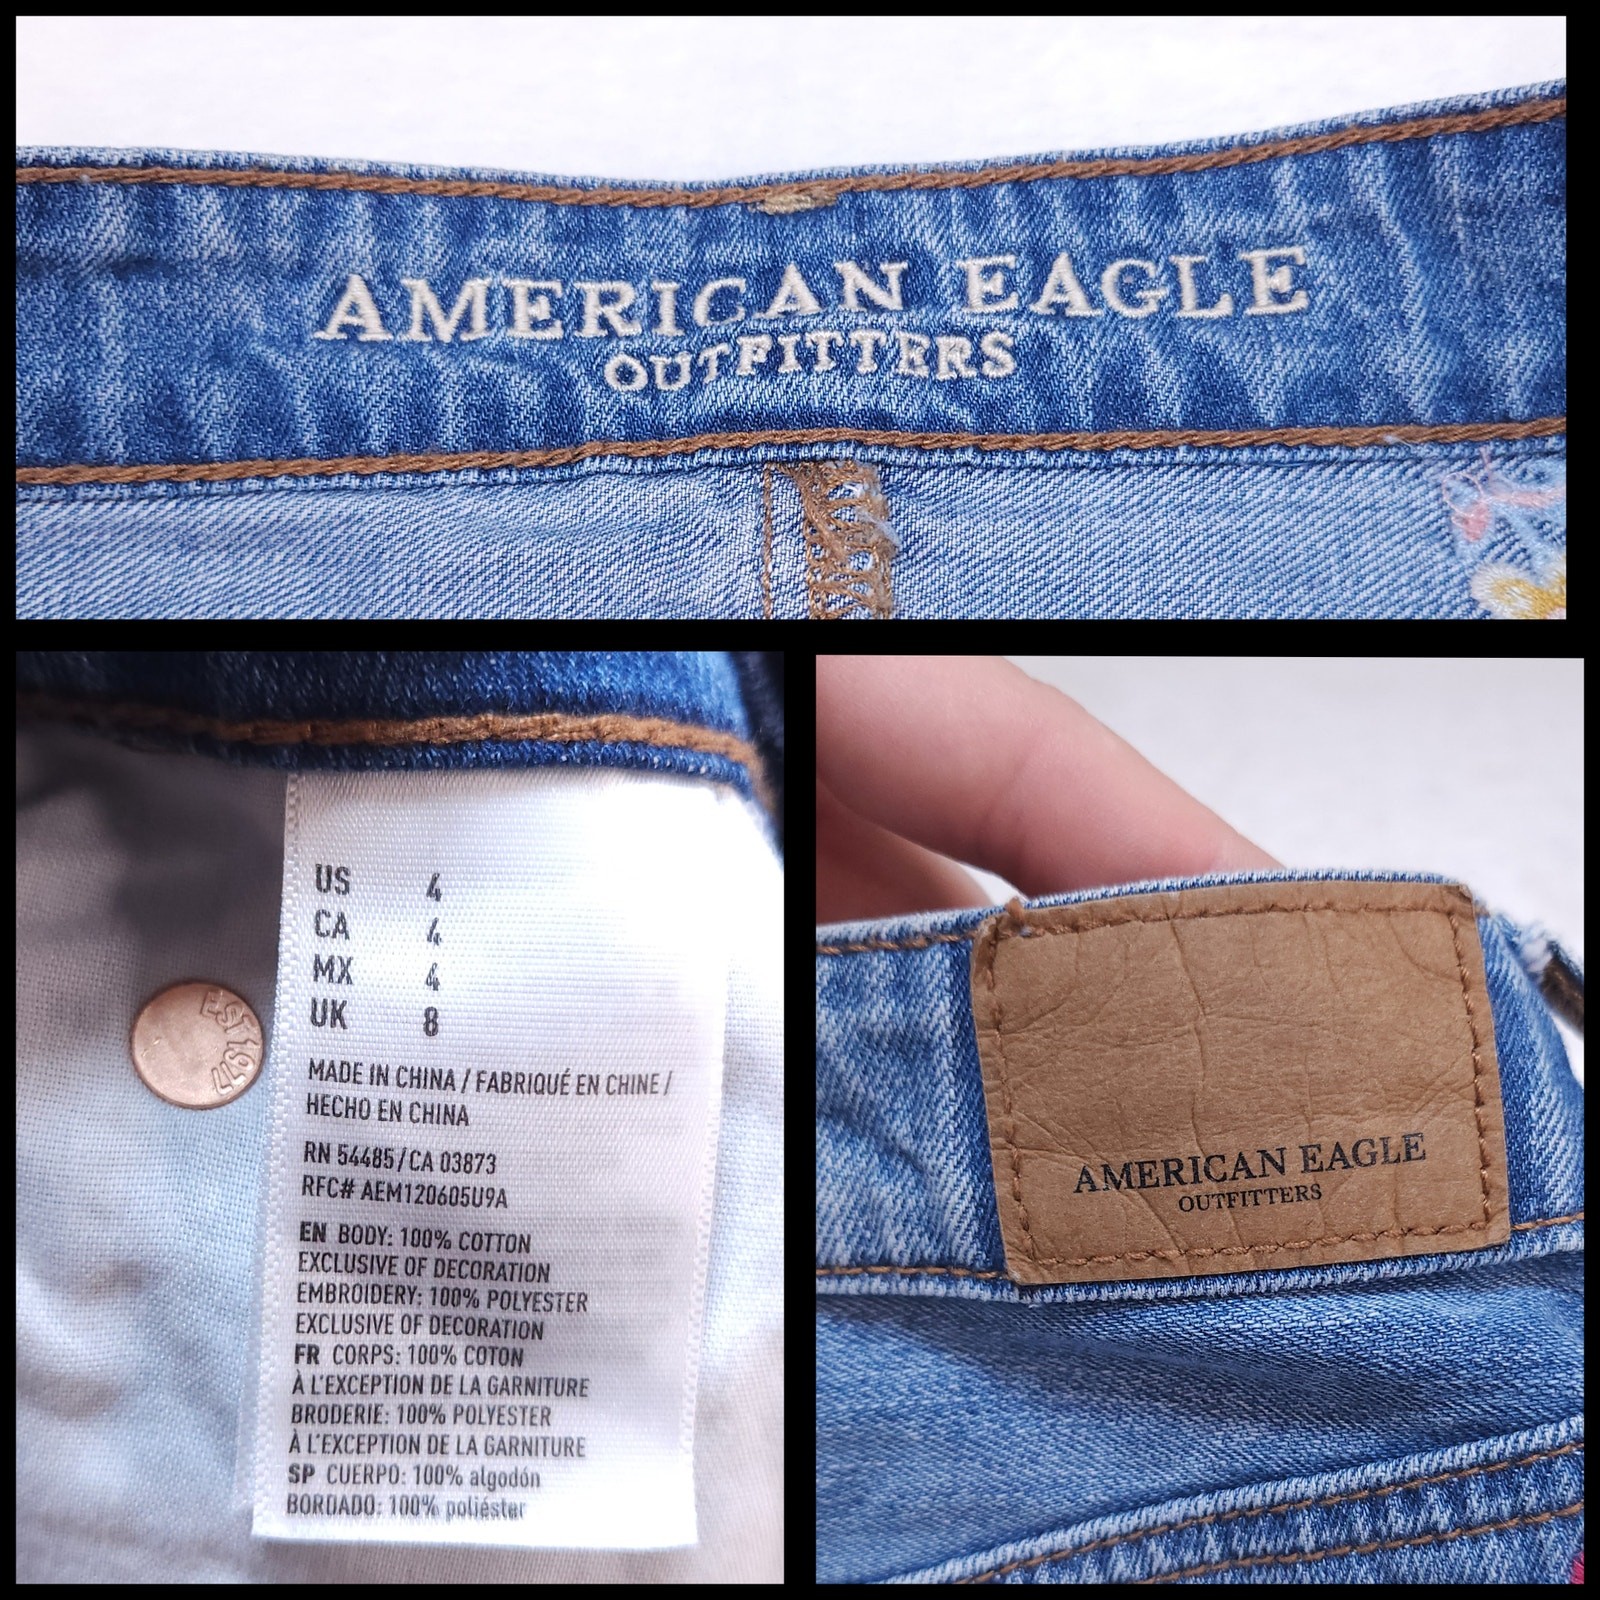 AMERICAN EAGLE
OUTFITTERS
US 4
CA 4
MX 4
UK 8
EST 1977
MADE IN CHINA / FABRIQUÉ EN CHINE /
HECHO EN CHINA
RN 54485/CA 03873
RFC# AEM120605U9A
EN BODY: 100% COTTON
EXCLUSIVE OF DECORATION
EMBROIDERY: 100% POLYESTER
EXCLUSIVE OF DECORATION
FR CORPS: 100% COTON
À L'EXCEPTION DE LA GARNITURE
BRODERIE: 100% POLYESTER
À L'EXCEPTION DE LA GARNITURE
SP CUERPO: 100% algodón
BORDADO: 100% poliéster
AMERICAN EAGLE
OUTFITTERS